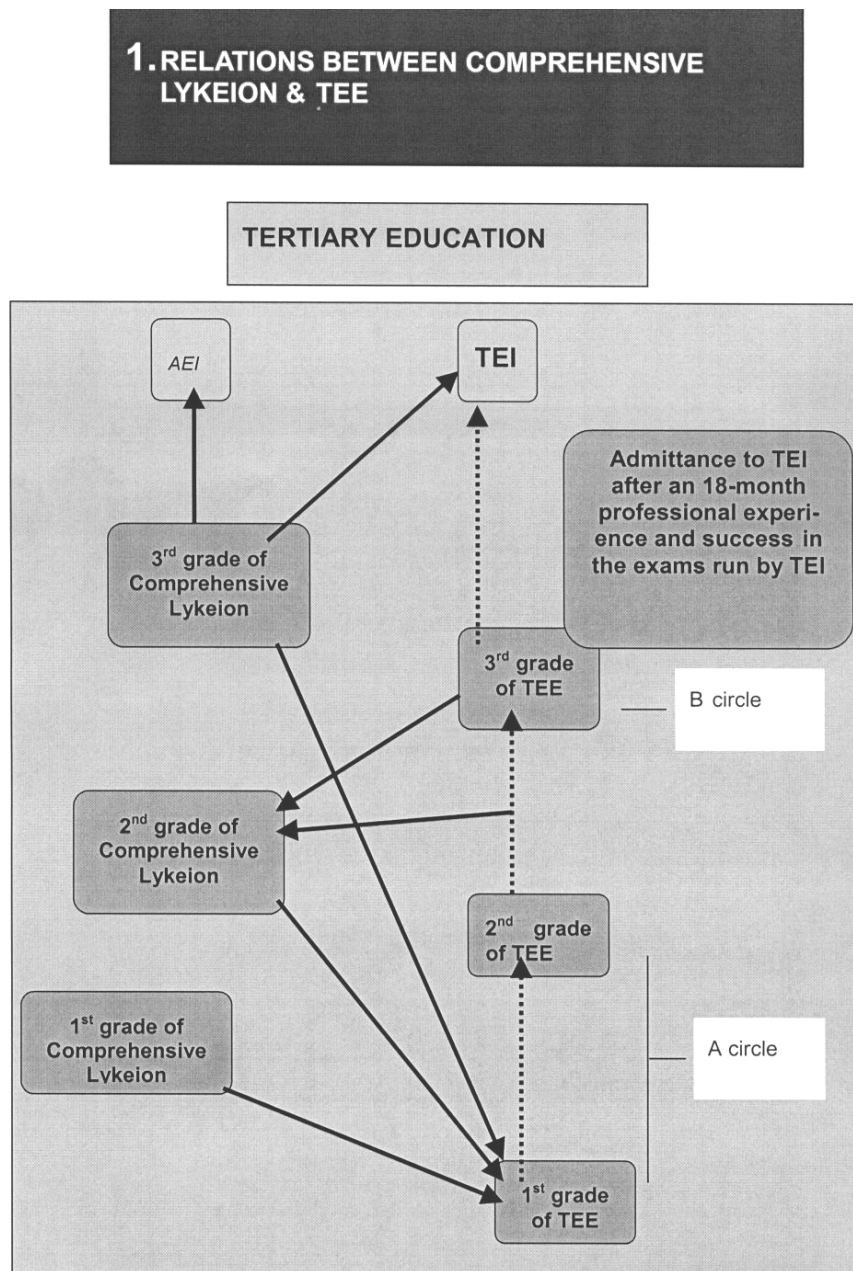 1. RELATIONS BETWEEN COMPREHENSIVE
LYKEION & TEE
TERTIARY EDUCATION
AEI
TEI
Admittance to TEI
after an 18-month
professional experi-
ence and success in
the exams run by TEI
3rd grade of
Comprehensive
Lykeion
3rd grade
of TEE
B circle
2nd grade of
Comprehensive
Lykeion
2nd grade
of TEE
1st grade of
Comprehensive
Lykeion
A circle
1st grade
of TEE